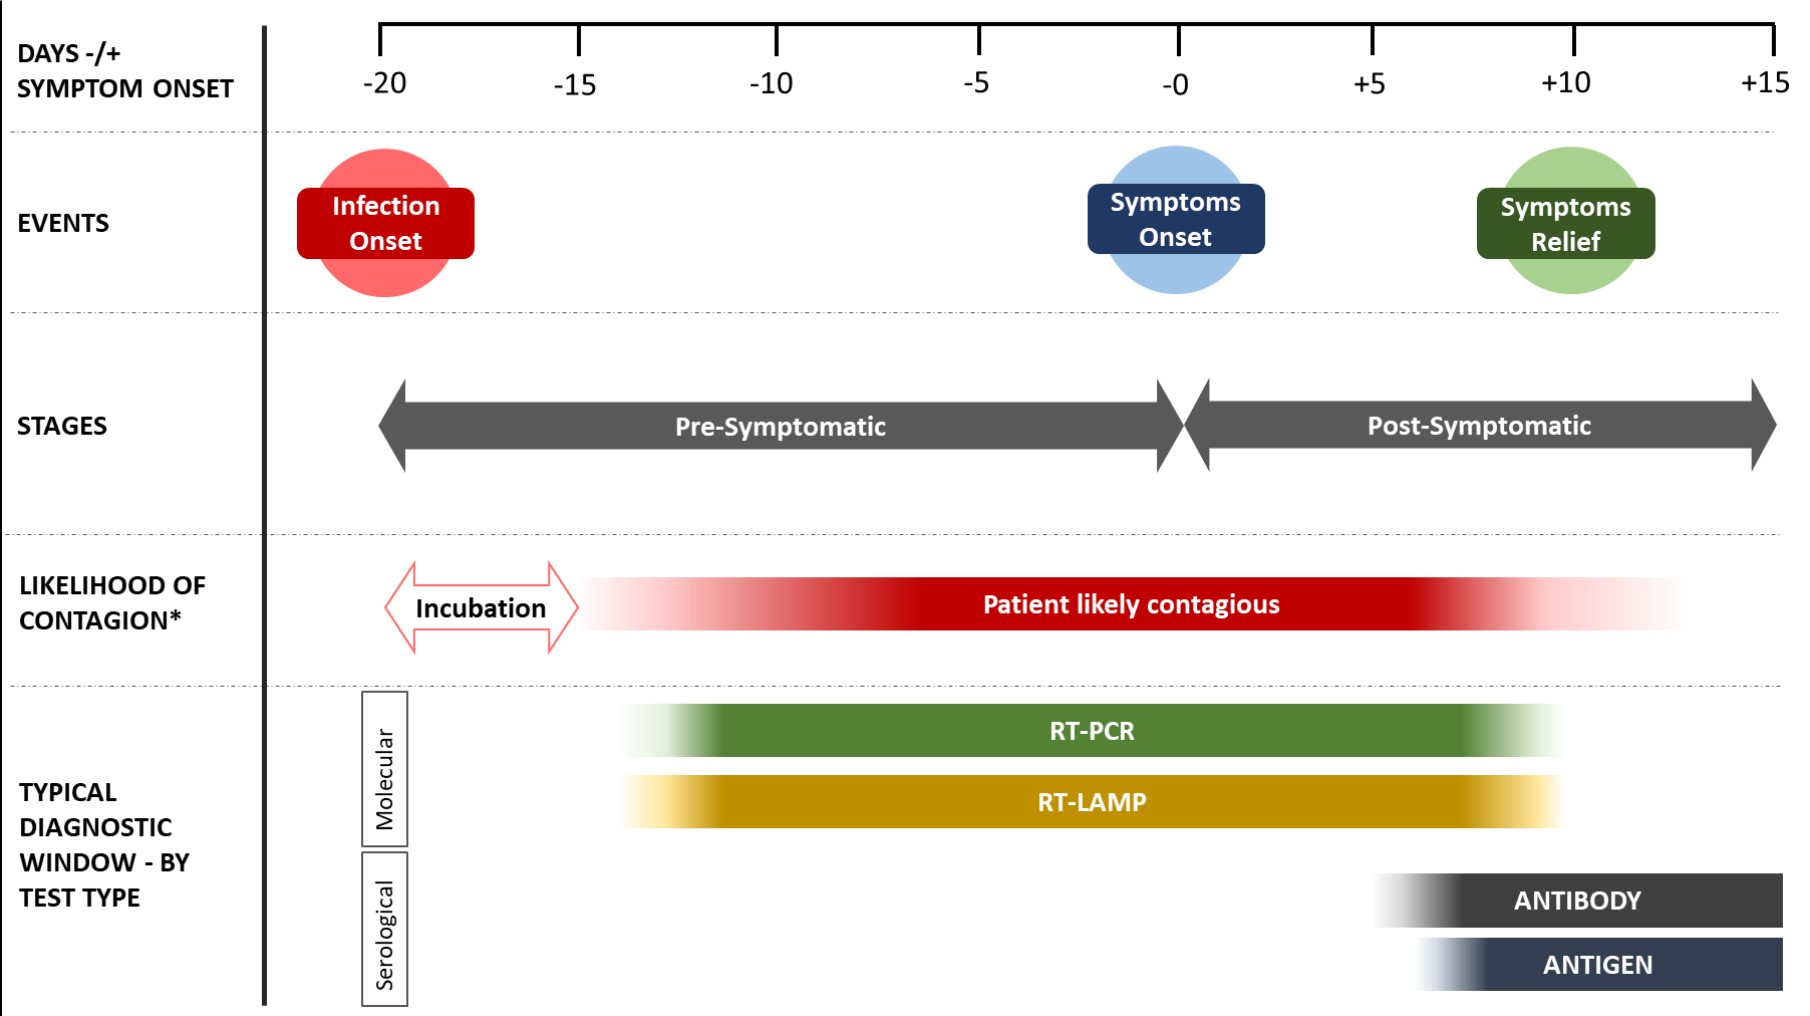 DAYS -/+
SYMPTOM ONSET
-20
-15
-10
-5
-0
+5
+10
+15
EVENTS
Infection
Onset
Symptoms
Onset
Symptoms
Relief
STAGES
Pre-Symptomatic
Post-Symptomatic
LIKELIHOOD OF
CONTAGION*
Incubation
Patient likely contagious
TYPICAL
DIAGNOSTIC
WINDOW - BY
TEST TYPE
Molecular
RT-PCR
RT-LAMP
Serological
ANTIBODY
ANTIGEN